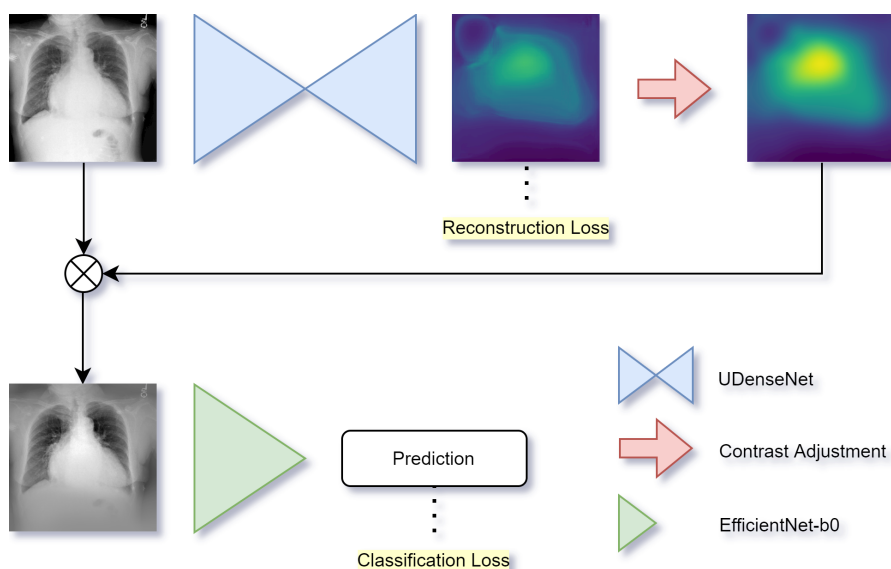 Reconstruction Loss
UDenseNet
Prediction
Contrast Adjustment
EfficientNet-b0
Classification Loss